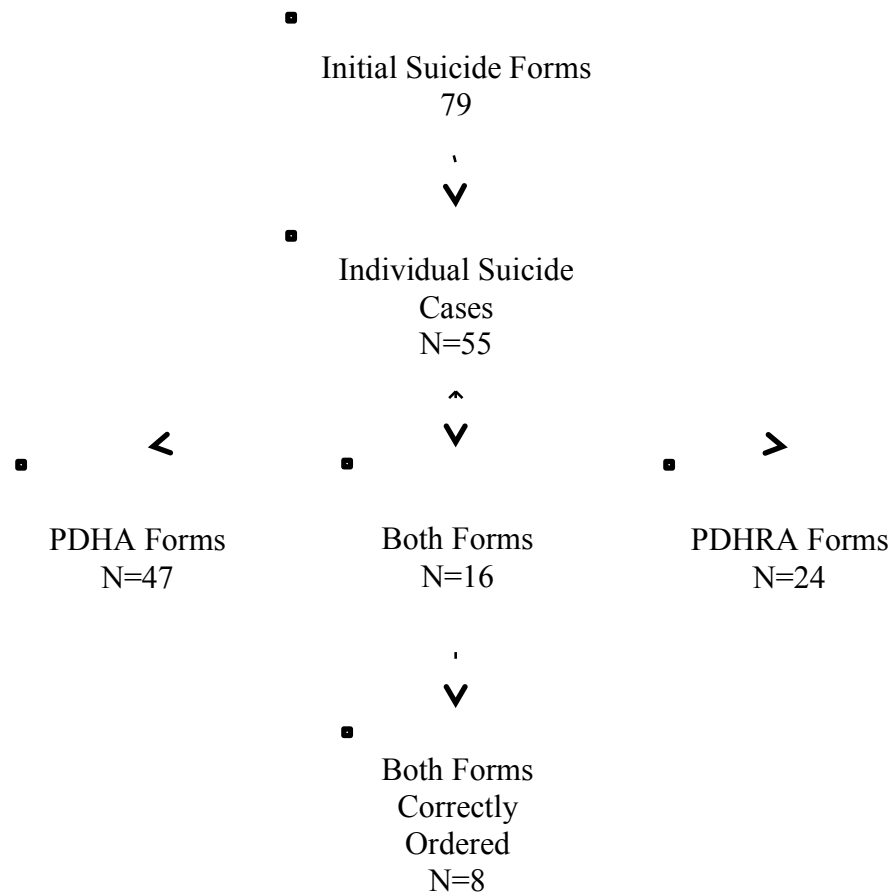 Initial Suicide Forms
79
Individual Suicide
Cases
N=55
PDHA Forms
N=47
Both Forms
N=16
PDHRA Forms
N=24
Both Forms
Correctly
Ordered
N=8